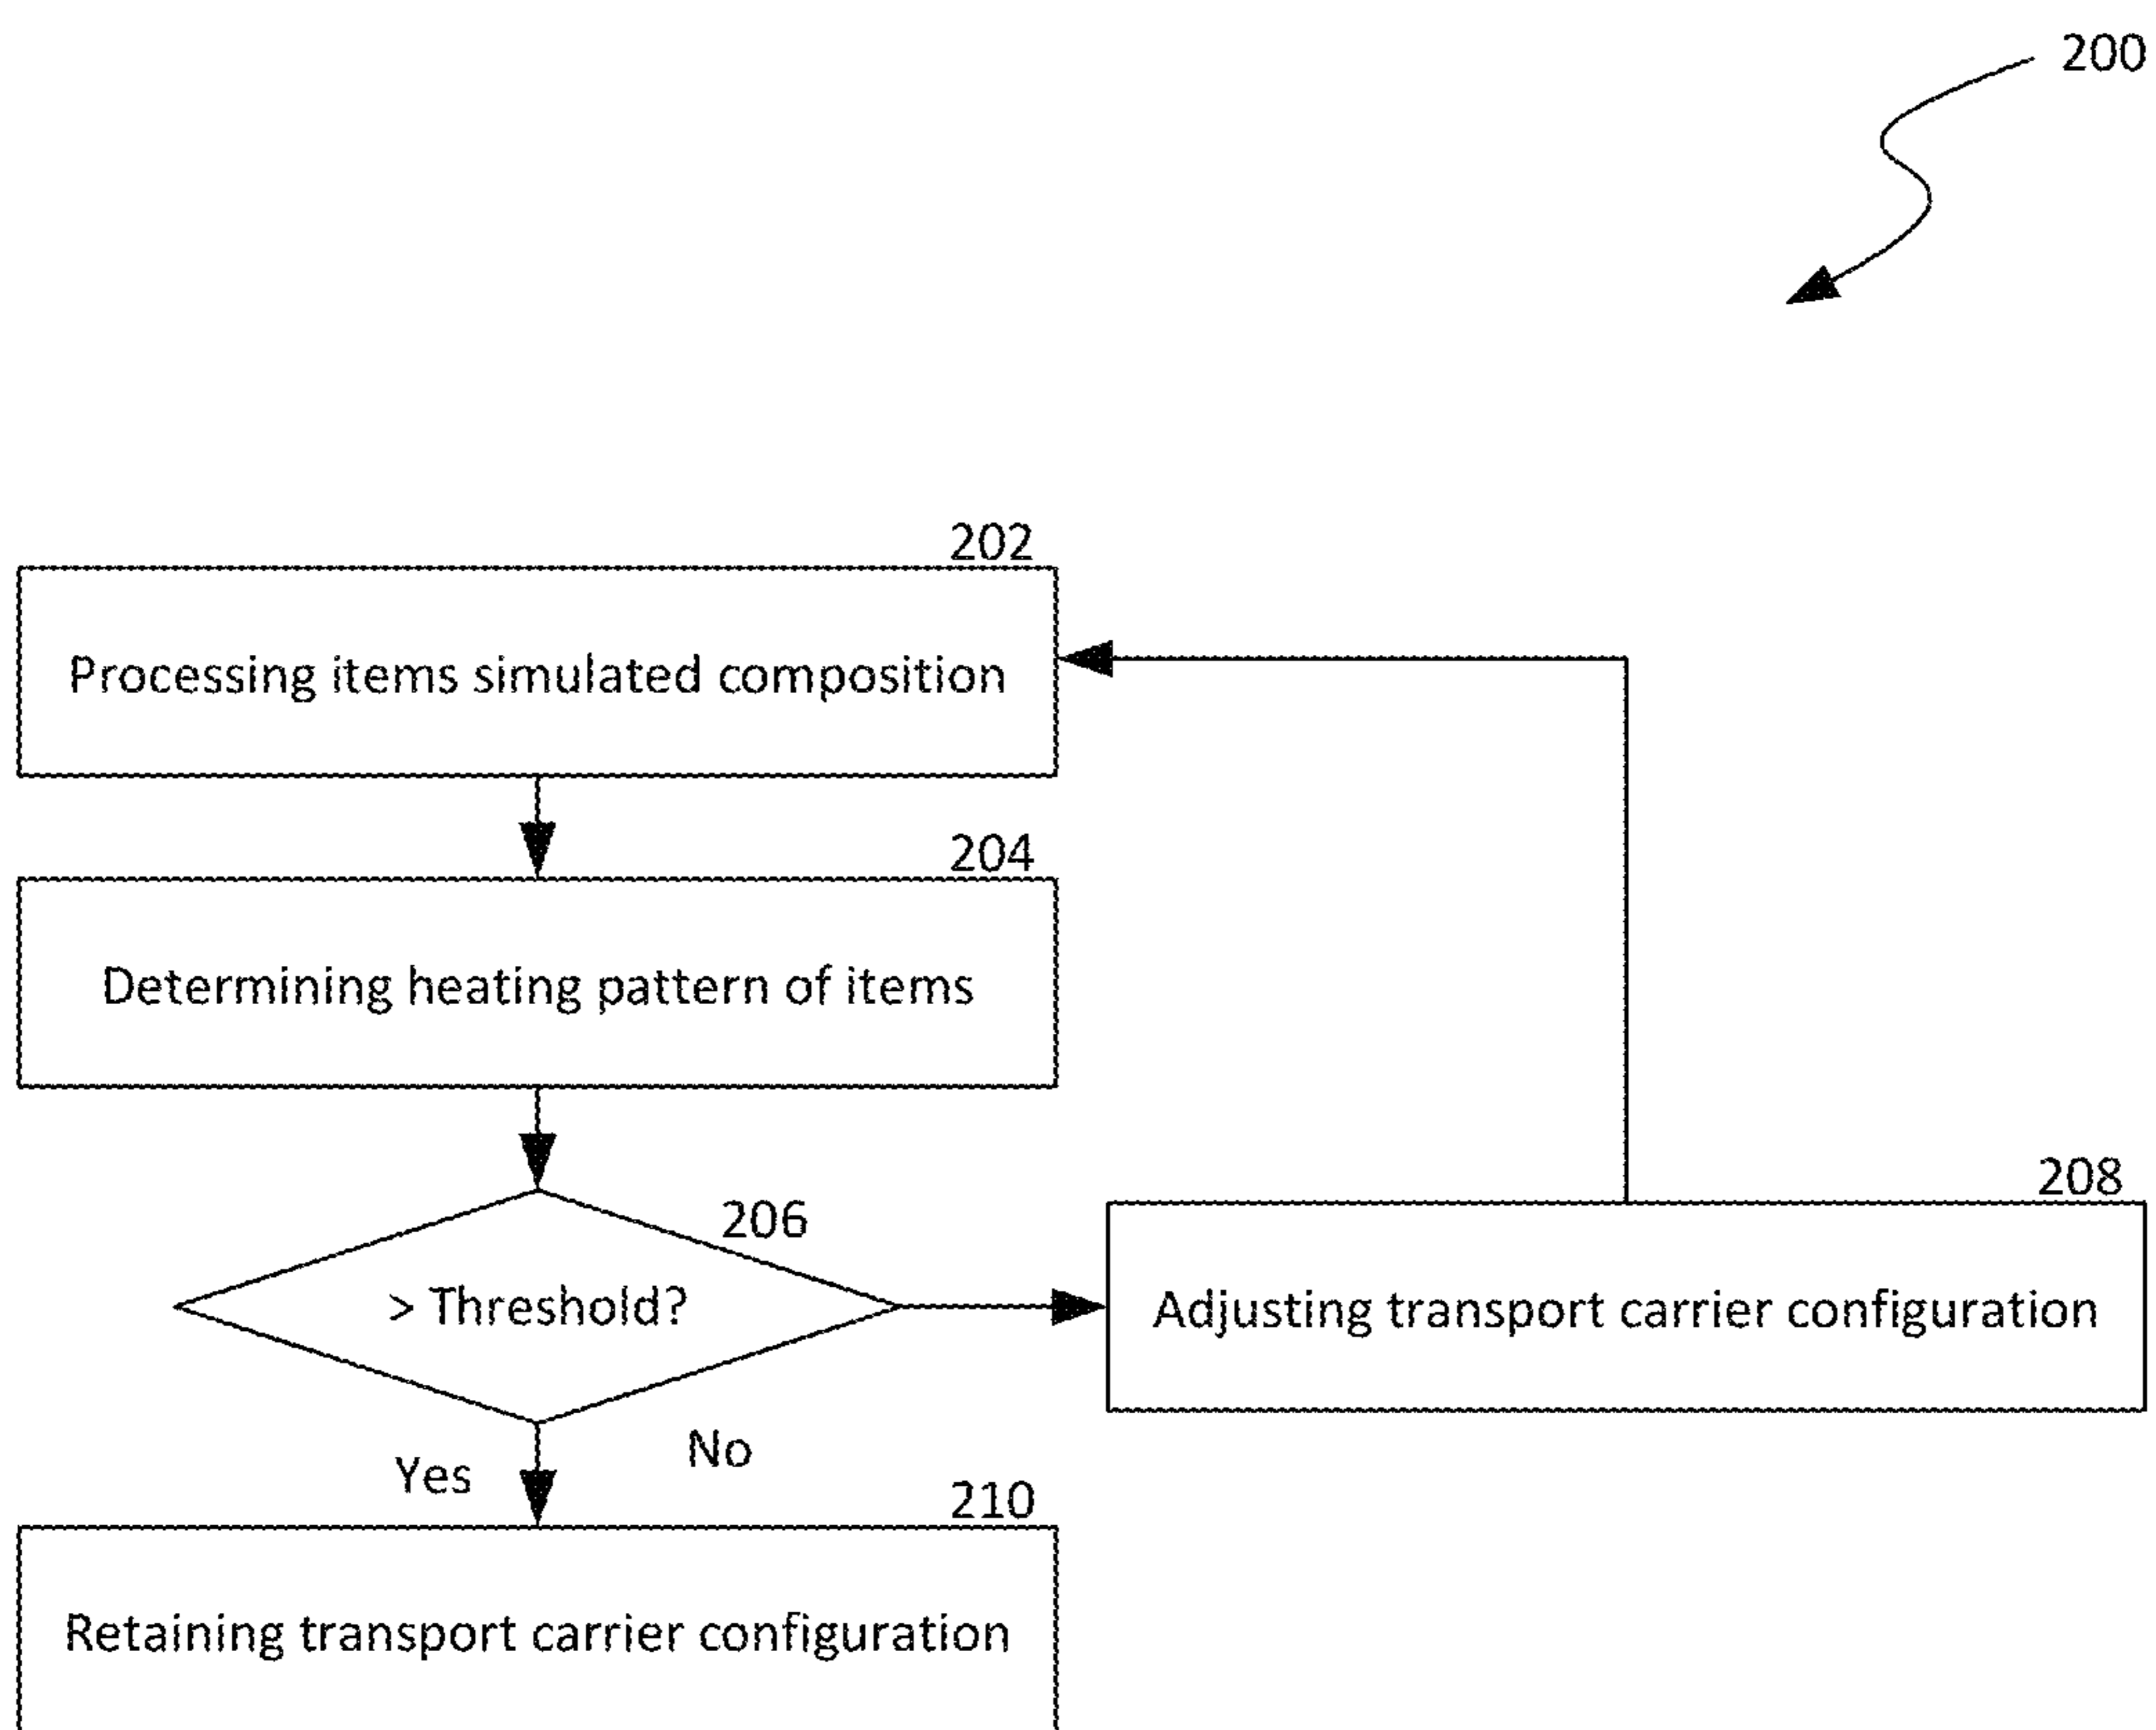 200
202
Processing items simulated composition
204
Determining heating pattern of items
206
> Threshold?
208
Adjusting transport carrier configuration
No
Yes
210
Retaining transport carrier configuration